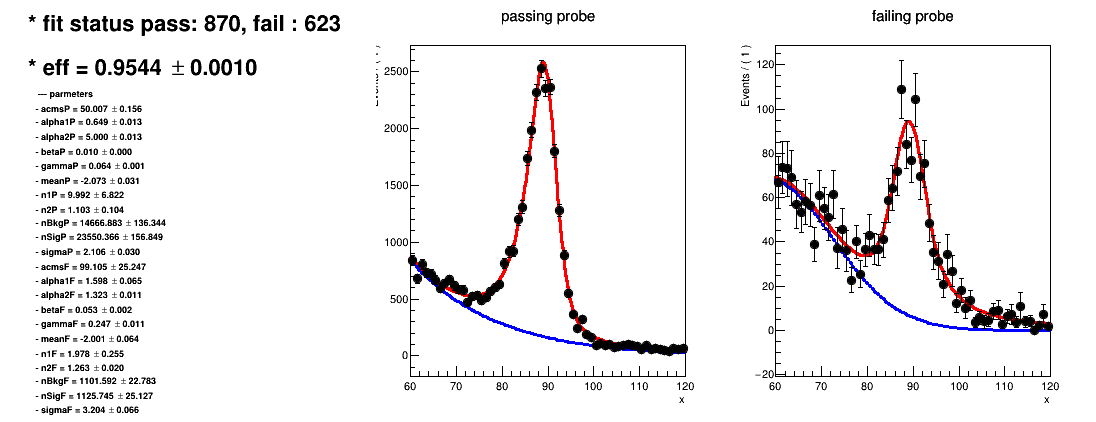 * fit status pass: 870, fail : 623
* eff = 0.9544 ± 0.0010
--- parmeters
- acmsP = 50.007 ± 0.156
- alpha1P = 0.649 ± 0.013
- alpha2P = 5.000 ± 0.013
- betaP = 0.010 ± 0.000
- gammaP = 0.064 ± 0.001
- meanP = -2.073 ± 0.031
- n1P = 9.992 ± 6.822
- n2P = 1.103 ± 0.104
- nBkgP = 14666.883 ± 136.344
- nSigP = 23550.366 ± 156.849
- sigmaP = 2.106 ± 0.030
- acmsF = 99.105 ± 25.247
- alpha1F = 1.598 ± 0.065
- alpha2F = 1.323 ± 0.011
- betaF = 0.053 ± 0.002
- gammaF = 0.247 ± 0.011
- meanF = -2.001 ± 0.064
- n1F = 1.978 ± 0.255
- n2F = 1.263 ± 0.020
- nBkgF = 1101.592 ± 22.783
- nSigF = 1125.745 ± 25.127
- sigmaF = 3.204 ± 0.066
passing probe
2500
2000
1500
1000
500
0
60 70 80 90 100 110 120
x
failing probe
Events / ( 1 )
120
100
80
60
40
20
0
−20
60 70 80 90 100 110 120
x